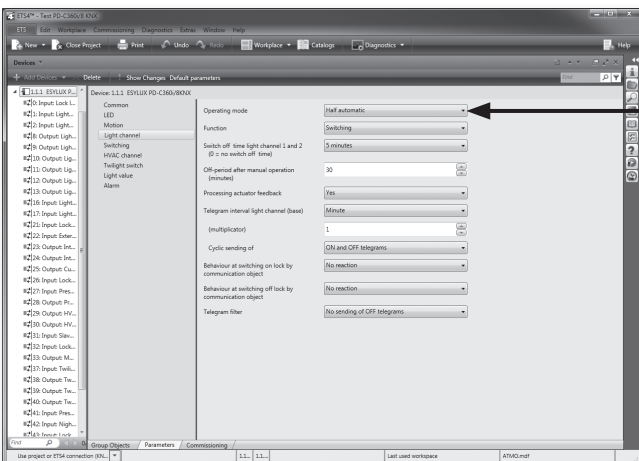 ETS4™ - Test PD-C360i/8 KNX
ETS Edit Workplace Commissioning Diagnostics Extras Window Help
New Close Project Print Undo Redo Workplace Catalogs Diagnostics Help
Devices
Add Devices Delete Show Changes Default parameters Find
1.1.1 ESYLUX P...
0: Input: Lock l...
1: Input: Light...
2: Input: Light...
8: Output: Ligh...
9: Output: Ligh...
10: Output: Lig...
11: Output: Lig...
12: Output: Lig...
13: Output: Lig...
16: Input: Light...
17: Input: Light...
21: Input: Lock...
22: Input: Exter...
23: Output: Int...
24: Output: Int...
25: Output: Cu...
26: Input: Lock...
27: Input: Pres...
28: Output: Pr...
29: Output: HV...
30: Output: HV...
31: Input: Slav...
32: Input: Lock...
33: Output: M...
37: Input: Twili...
38: Output: Tw...
39: Output: Tw...
40: Output: Tw...
41: Input: Pres...
42: Input: Nigh...
43: Input: Lock
Find
Device: 1.1.1 ESYLUX PD-C360i/8KNX
Common
LED
Motion
Light channel
Switching
HVAC channel
Twilight switch
Light value
Alarm
Operating mode Half automatic
Function Switching
Switch off time light channel 1 and 2
(0 = no switch off time) 5 minutes
Off-period after manual operation
(minutes) 30
Processing actuator feedback Yes
Telegram interval light channel (base) Minute
(multiplicator) 1
Cyclic sending of ON and OFF telegrams
Behaviour at switching on lock by
communication object No reaction
Behaviour at switching off lock by
communication object No reaction
Telegram filter No sending of OFF telegrams
Group Objects Parameters Commissioning
Use project or ETS4 connection (KN... 1.1... 1.1... Last used workspace ATMO.mdf